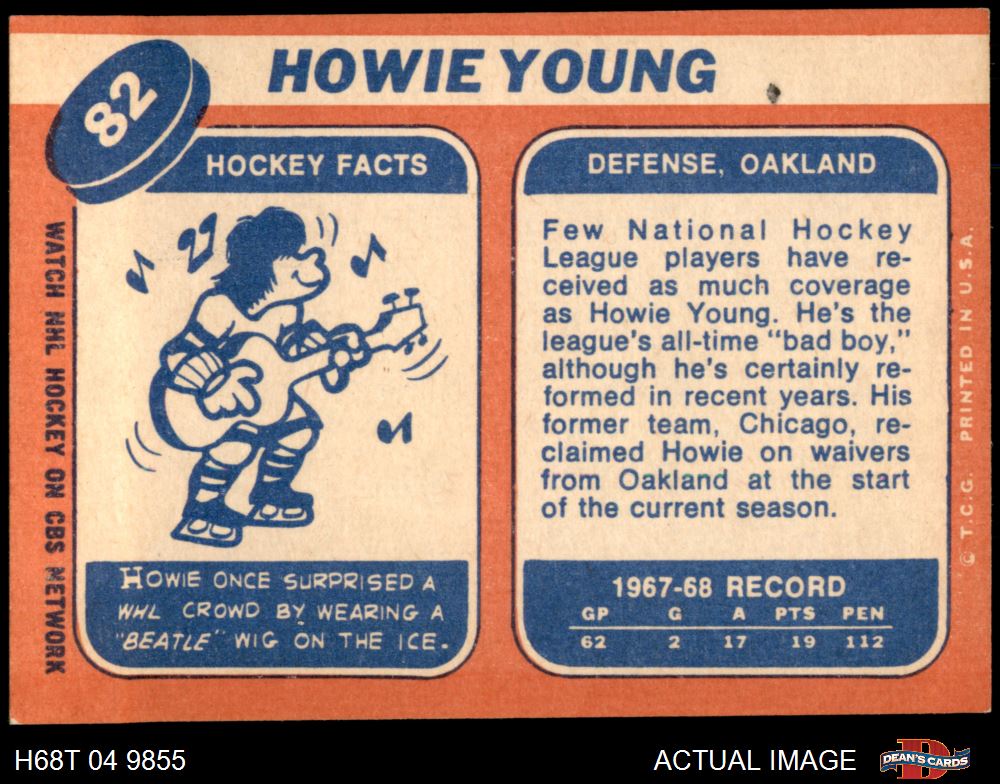 HOWIE YOUNG
82
HOCKEY FACTS
HOWIE ONCE SURPRISED A
WHL CROWD BY WEARING A
"BEATLE" WIG ON THE ICE.
WATCH NHL HOCKEY ON CBS NETWORK
DEFENSE, OAKLAND
Few National Hockey
League players have re-
ceived as much coverage
as Howie Young. He's the
league's all-time "bad boy,"
although he's certainly re-
formed in recent years. His
former team, Chicago, re-
claimed Howie on waivers
from Oakland at the start
of the current season.
1967-68 RECORD
GP G A PTS PEN
62 2 17 19 112
© T.C.G. PRINTED IN U.S.A.
H68T 04 9855
ACTUAL IMAGE
D
DEAN'S CARDS